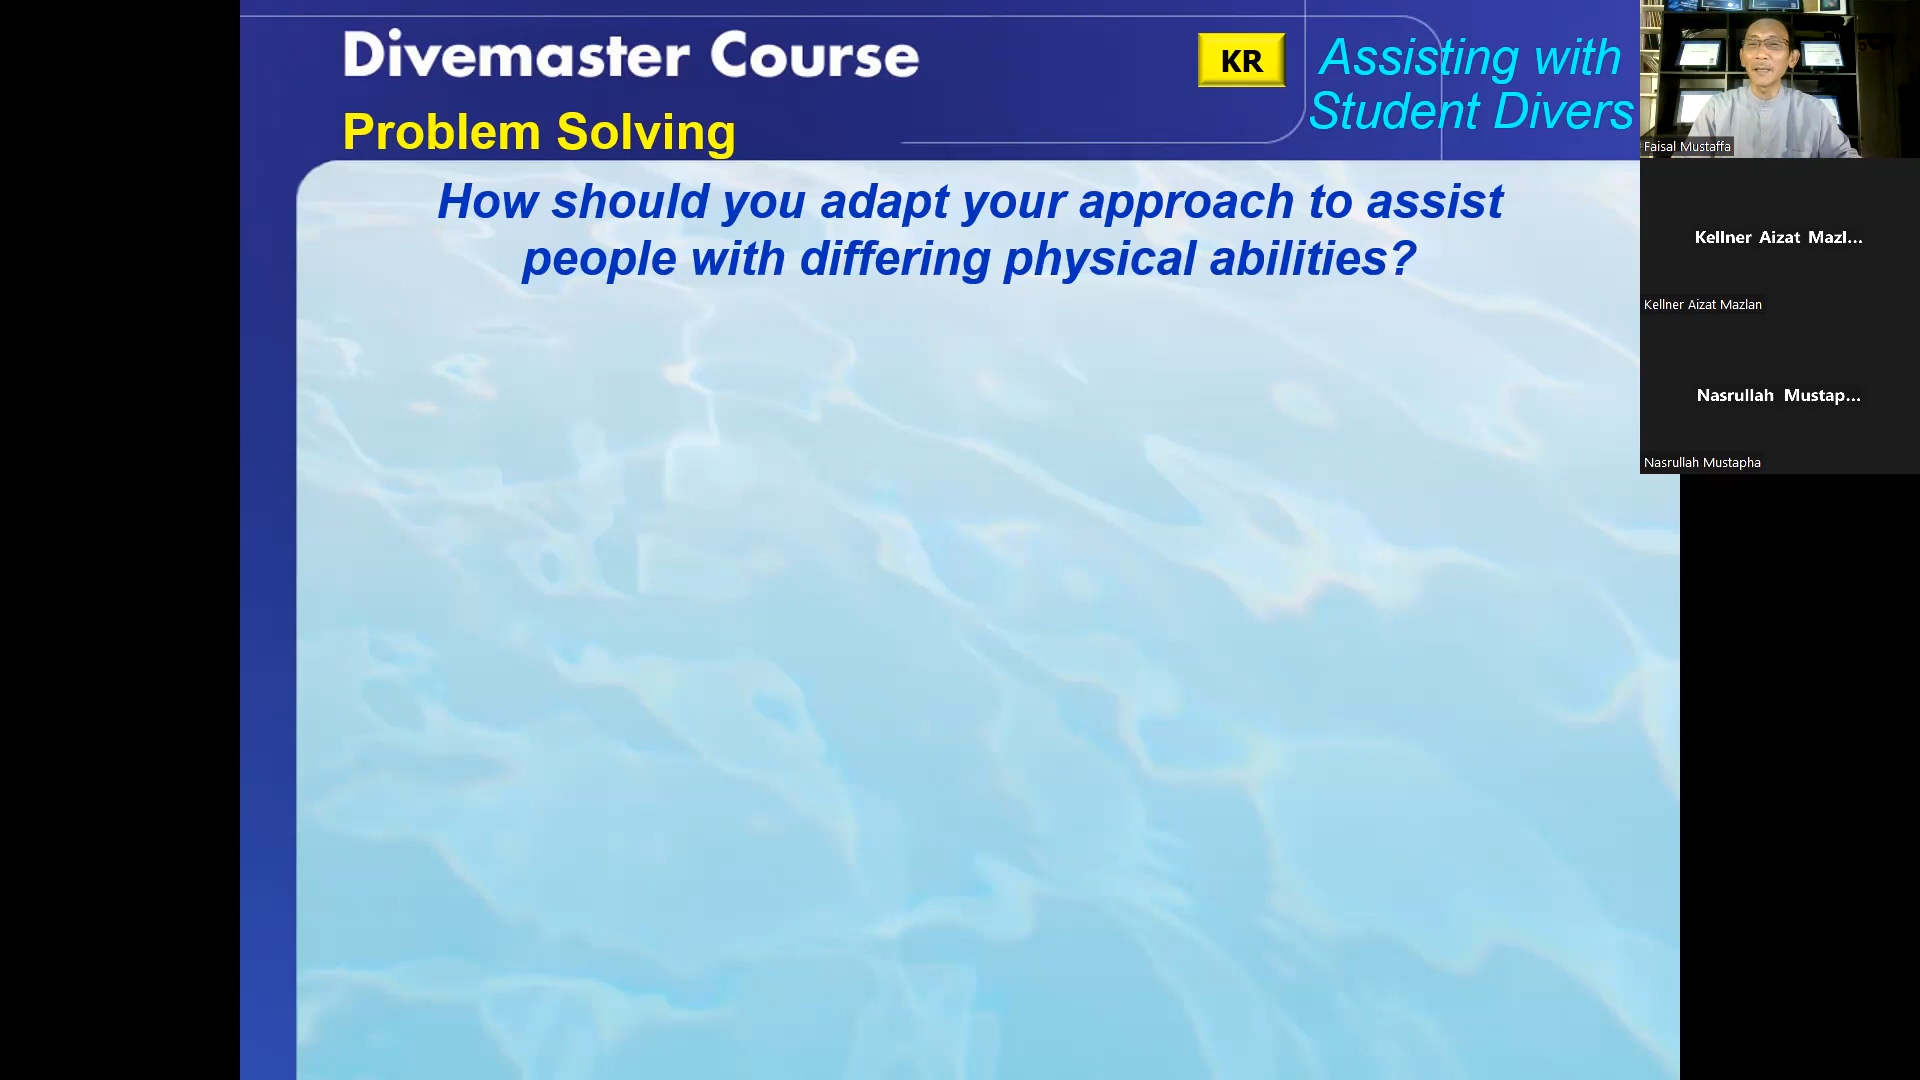 Divemaster Course
Problem Solving
KR
Assisting with
Student Divers
How should you adapt your approach to assist
people with differing physical abilities?
Faisal Mustaffa
Kellner Aizat Mazl...
Kellner Aizat Mazlan
Nasrullah Mustap...
Nasrullah Mustapha